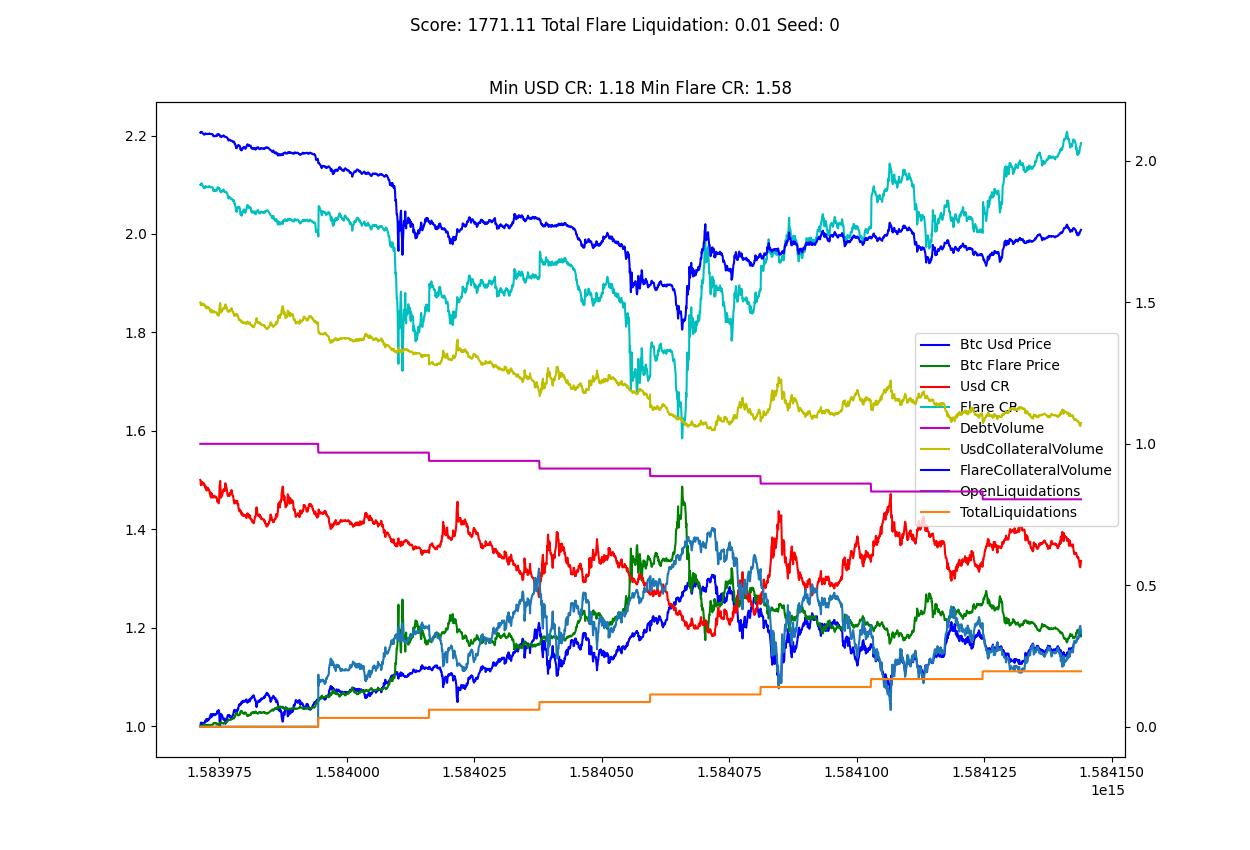 Score: 1771.11 Total Flare Liquidation: 0.01 Seed: 0
Min USD CR: 1.18 Min Flare CR: 1.58
2.2
2.0
1.8
1.6
1.4
1.2
1.0
2.0
1.5
1.0
0.5
0.0
Btc Usd Price
Btc Flare Price
Usd CR
Flare CR
DebtVolume
UsdCollateralVolume
FlareCollateralVolume
OpenLiquidations
TotalLiquidations
1.583975 1.584000 1.584025 1.584050 1.584075 1.584100 1.584125 1.584150
1e15